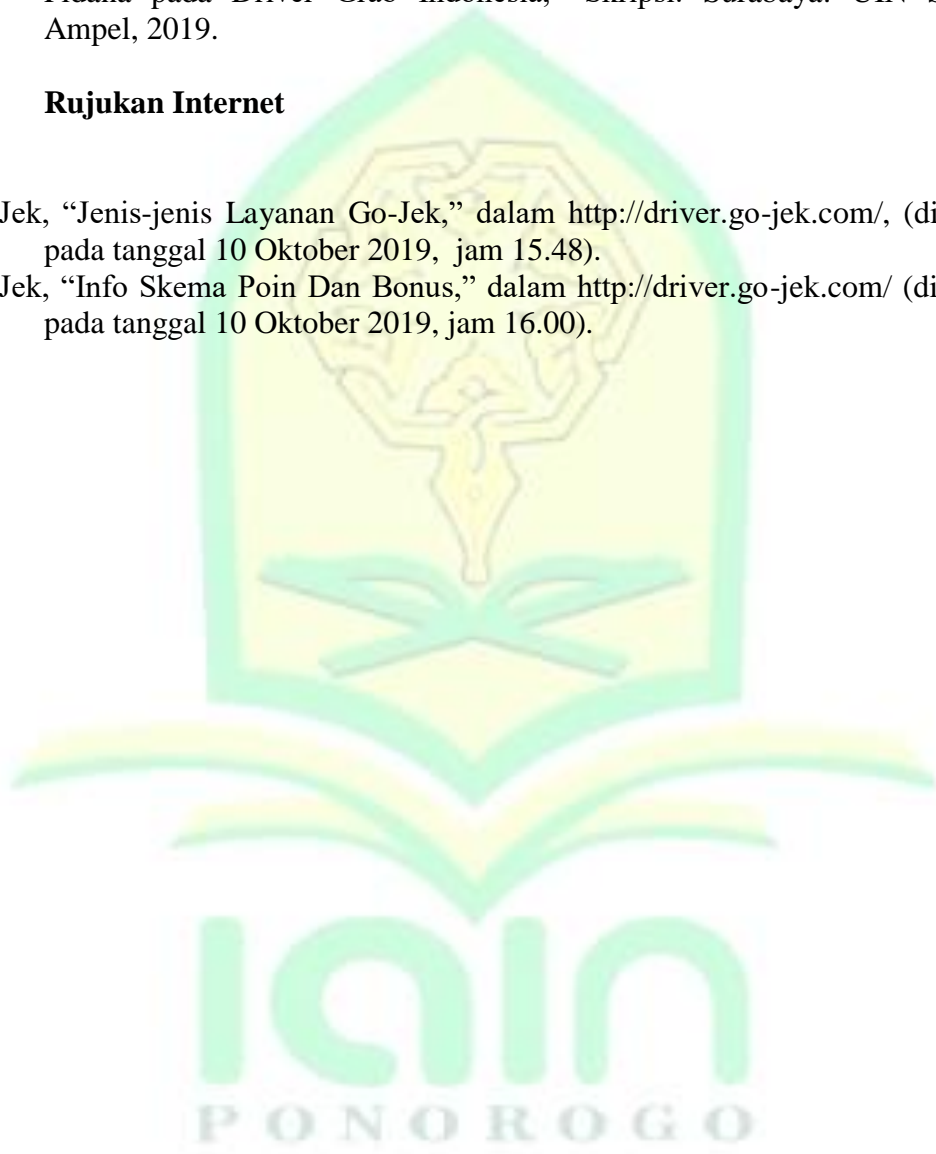 Pidana pada Driver Grab Indonesia,” Skripsi. Surabaya: UIN
Ampel, 2019.
Rujukan Internet
Jek, “Jenis-jenis Layanan Go-Jek,” dalam http://driver.go-jek.com/, (di
pada tanggal 10 Oktober 2019, jam 15.48).
Jek, “Info Skema Poin Dan Bonus,” dalam http://driver.go-jek.com/ (di
pada tanggal 10 Oktober 2019, jam 16.00).
iain
PONOROGO